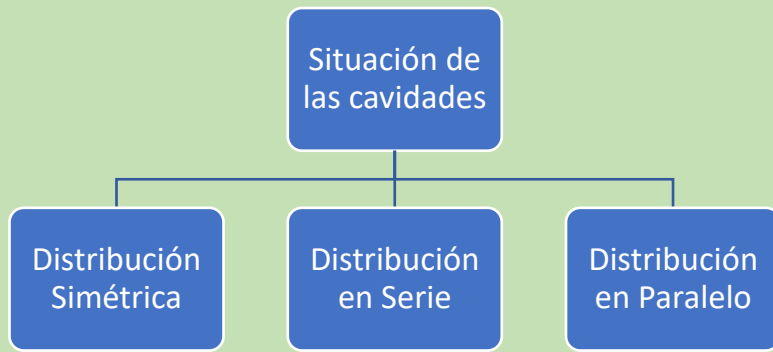 Situación de
las cavidades
Distribución
Simétrica
Distribución
en Serie
Distribución
en Paralelo